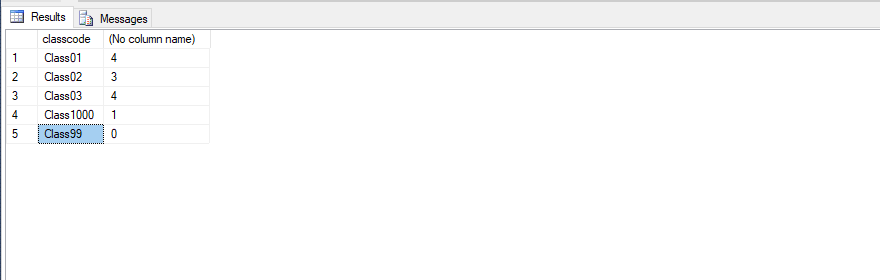 Results Messages
classcode (No column name)
1 Class01 4
2 Class02 3
3 Class03 4
4 Class1000 1
5 Class99 0